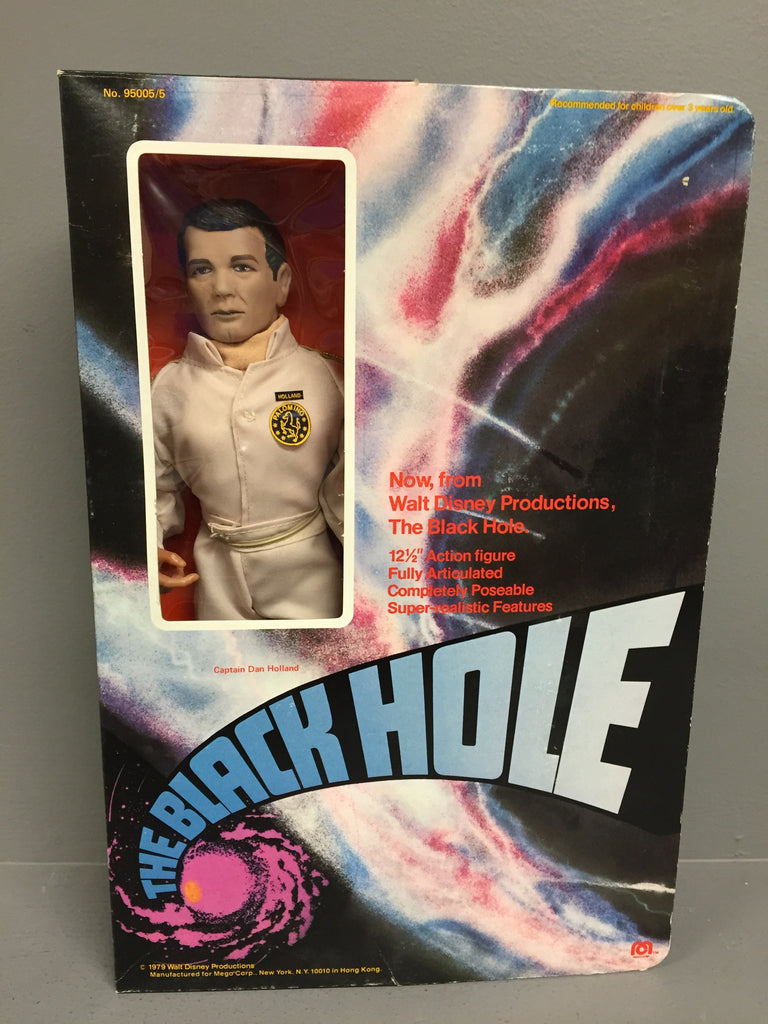 No. 95005/5
Recommended for children over 3 years old.
HOLLAND
PALOMINO
Now, from
Walt Disney Productions,
The Black Hole.
12½" Action figure
Fully Articulated
Completely Poseable
Super-realistic Features
Captain Dan Holland
THE BLACK HOLE
© 1979 Walt Disney Productions
Manufactured for Mego Corp., New York, N.Y. 10010 in Hong Kong.